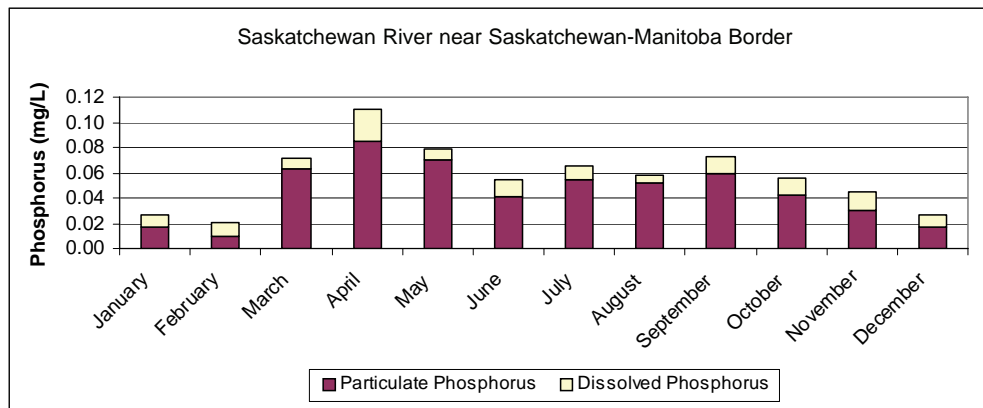 Saskatchewan River near Saskatchewan-Manitoba Border
Phosphorus (mg/L)
0.12
0.10
0.08
0.06
0.04
0.02
0.00
January
February
March
April
May
June
July
August
September
October
November
December
Particulate Phosphorus
Dissolved Phosphorus